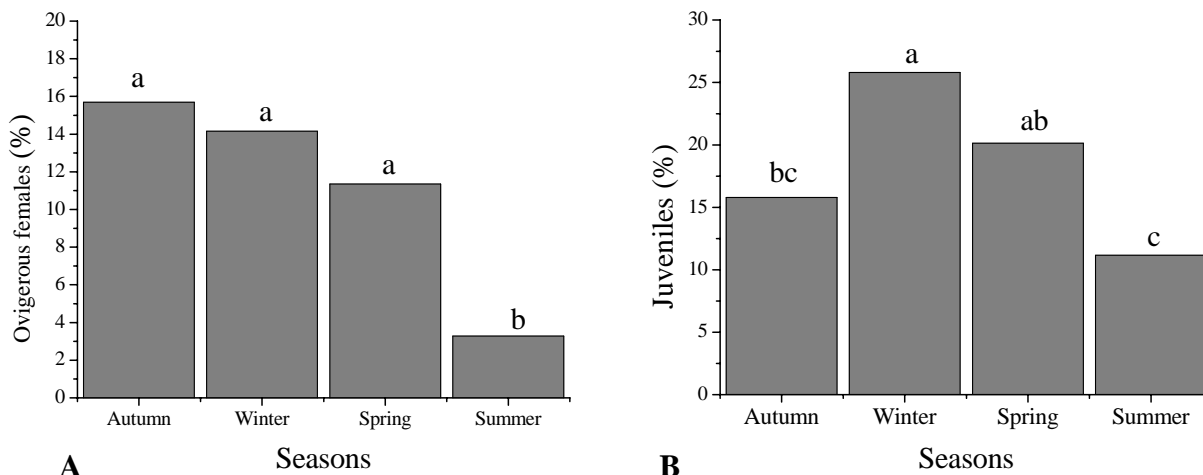 20
18
16
14
12
10
8
6
4
2
0
Ovigerous females (%)
a
a
a
b
Autumn Winter Spring Summer
Seasons
A
30
25
20
15
10
5
0
Juveniles (%)
bc
a
ab
c
Autumn Winter Spring Summer
Seasons
B